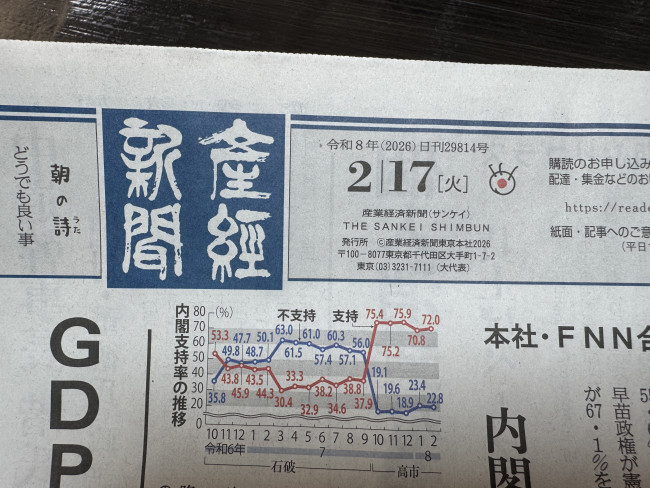 産經
新聞
朝の詩
うた
どうでも良い事
令和8年(2026)日刊29814号
2|17[火]
産業経済新聞(サンケイ)
THE SANKEI SHIMBUN
発行所 ©産業経済新聞東京本社2026
〒100-8077東京都千代田区大手町1-7-2
東京(03)3231-7111(大代表)
購読のお申し込み
配達・集金などのお
https://reade
紙面・記事へのご意
(平日
GDP
内閣支持率の推移
80 (%)
70
60
50
40
30
20
10
0
不支持
支持
53.3
49.8
47.7
50.1
63.0
61.0
60.3
56.0
75.4
75.9
72.0
48.7
61.5
57.4
57.1
75.2
70.8
43.8
43.5
33.3
38.2
38.8
19.1
19.6
23.4
35.8
45.9
44.3
30.4
32.9
34.6
37.9
18.9
22.8
10 11 12 1 2 3 4 5 6 7 8 9 10 11 12 1 2
令和6年
7
8
石破
高市
本社・FNN合
早苗政権が憲
が67・1%を
内閣